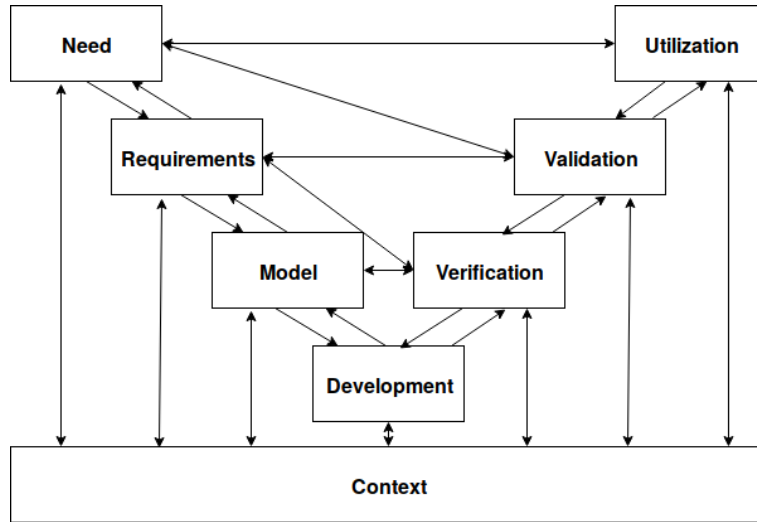 Need
Utilization
Requirements
Validation
Model
Verification
Development
Context